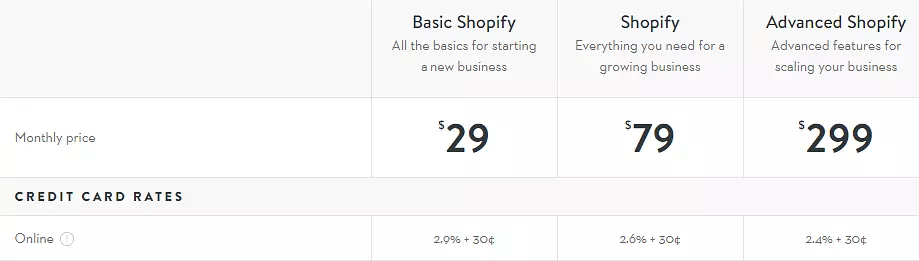 Basic Shopify Shopify Advanced Shopify
All the basics for starting Everything you need for a Advanced features for
a new business growing business scaling your business
Monthly price $29 $79 $299
CREDIT CARD RATES
Online 2.9% + 30¢ 2.6% + 30¢ 2.4% + 30¢